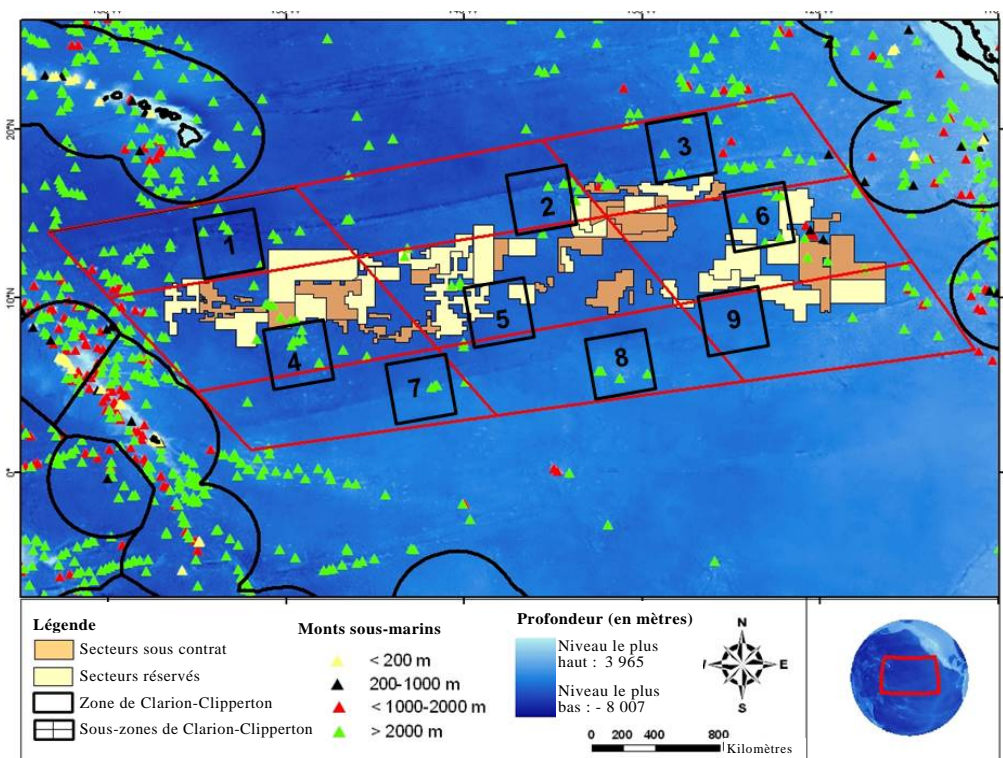 20°N
3
2
6
1
10°N
5
9
4
8
7
0°
Légende
Secteurs sous contrat
Secteurs réservés
Zone de Clarion-Clipperton
Sous-zones de Clarion-Clipperton
Monts sous-marins
< 200 m
200-1000 m
< 1000-2000 m
> 2000 m
Profondeur (en mètres)
Niveau le plus
haut : 3 965
Niveau le plus
bas : - 8 007
N
E
S
0 200 400 800
Kilomètres